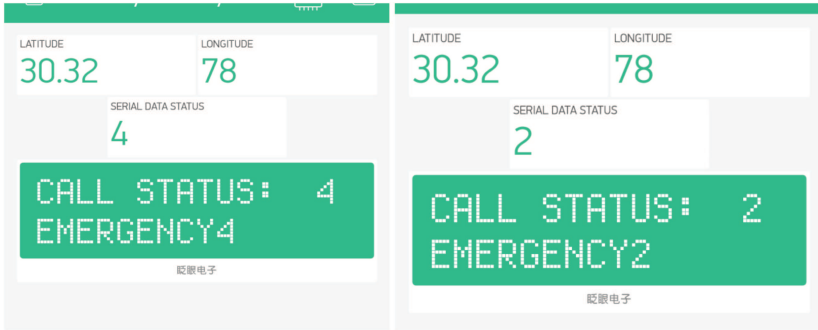 LATITUDE
LONGITUDE
30.32
78
SERIAL DATA STATUS
4
CALL STATUS: 4
EMERGENCY4
眨眼电子
LATITUDE
LONGITUDE
30.32
78
SERIAL DATA STATUS
2
CALL STATUS: 2
EMERGENCY2
眨眼电子